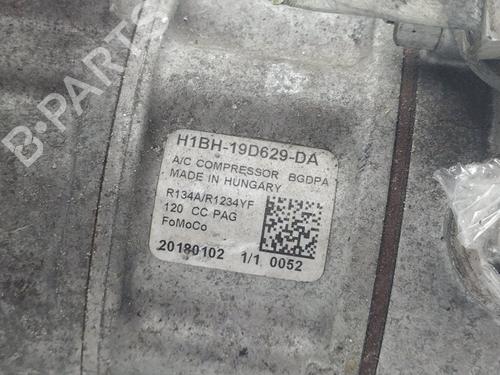 B-PARTS
H1BH-19D629-DA
A/C COMPRESSOR BGDPA
MADE IN HUNGARY
R134A/R1234YF
120 CC PAG
FoMoCo
20180102 1/1 0052